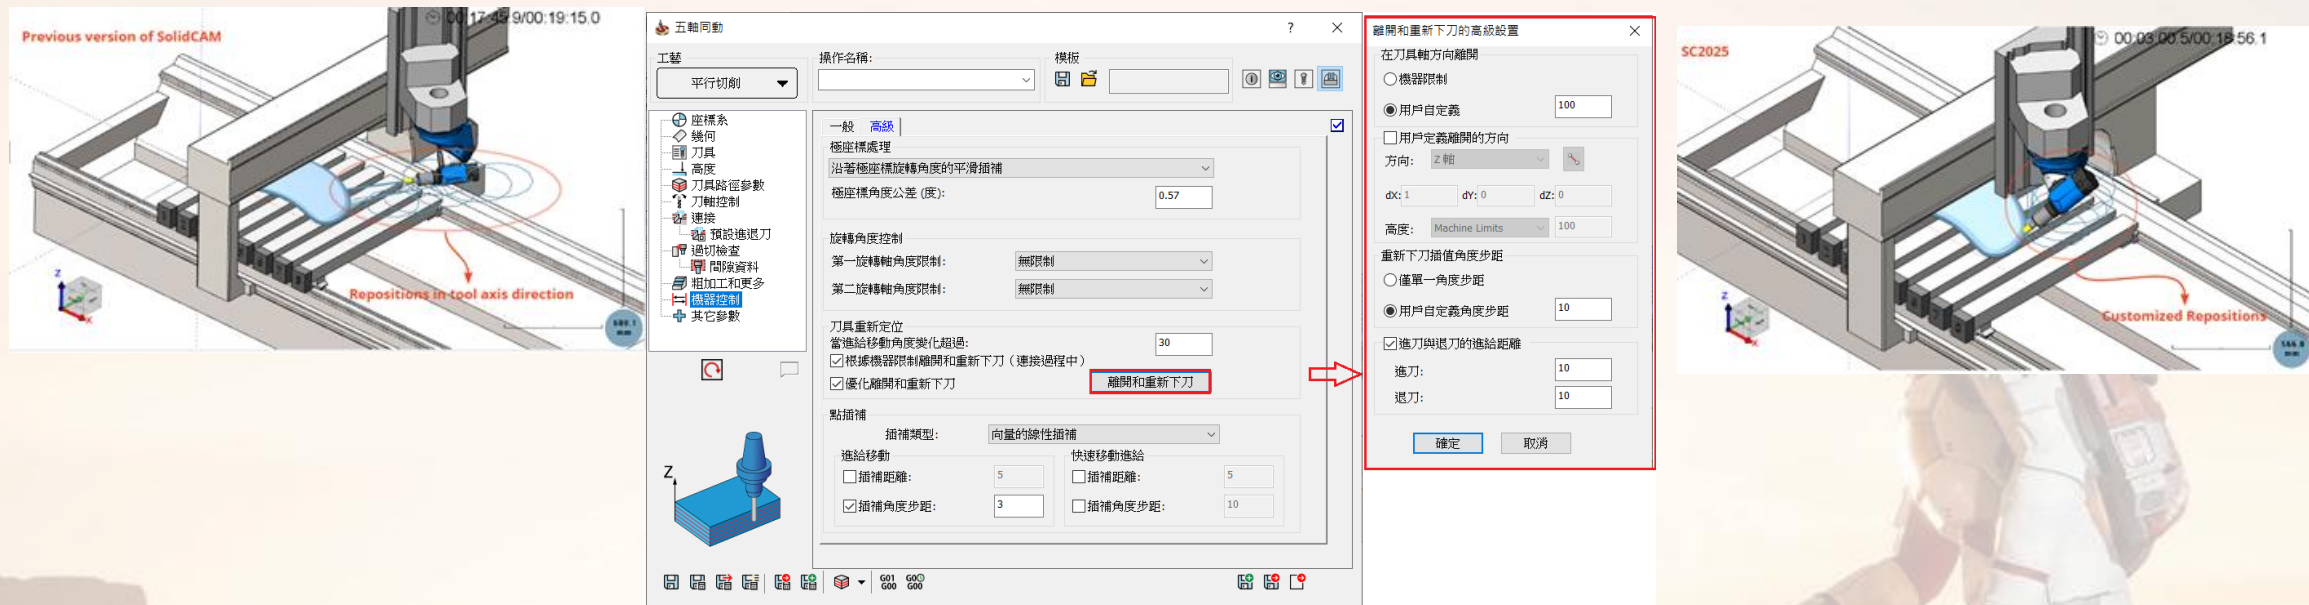 00:17:45.9/00:19:15.0
Previous version of SolidCAM
Repositions in tool axis direction
Z
X
580.1
mm
五軸同動
?
工藝
平行切削
操作名稱:
模板
座標系
幾何
刀具
高度
刀具路徑參數
刀軸控制
連接
預設進退刀
過切檢查
間隙資料
粗加工和更多
機器控制
其它參數
Z
一般 高級
極座標處理
沿著極座標旋轉角度的平滑插補
極座標角度公差 (度): 0.57
旋轉角度控制
第一旋轉軸角度限制: 無限制
第二旋轉軸角度限制: 無限制
刀具重新定位
當進給移動角度變化超過: 30
根據機器限制離開和重新下刀（連接過程中）
優化離開和重新下刀 離開和重新下刀
點插補
插補類型: 向量的線性插補
進給移動
插補距離: 5
插補角度步距: 3
快速移動進給
插補距離: 5
插補角度步距: 10
G01 G00
G00 G00
離開和重新下刀的高級設置
在刀具軸方向離開
機器限制
用戶自定義 100
用戶定義離開的方向
方向: Z 軸
dX: 1 dY: 0 dZ: 0
高度: Machine Limits 100
重新下刀插值角度步距
僅單一角度步距
用戶自定義角度步距 10
進刀與退刀的進給距離
進刀: 10
退刀: 10
確定 取消
00:03:00.5/00:18:56.1
SC2025
Customized Repositions
Z
X
566.8
mm